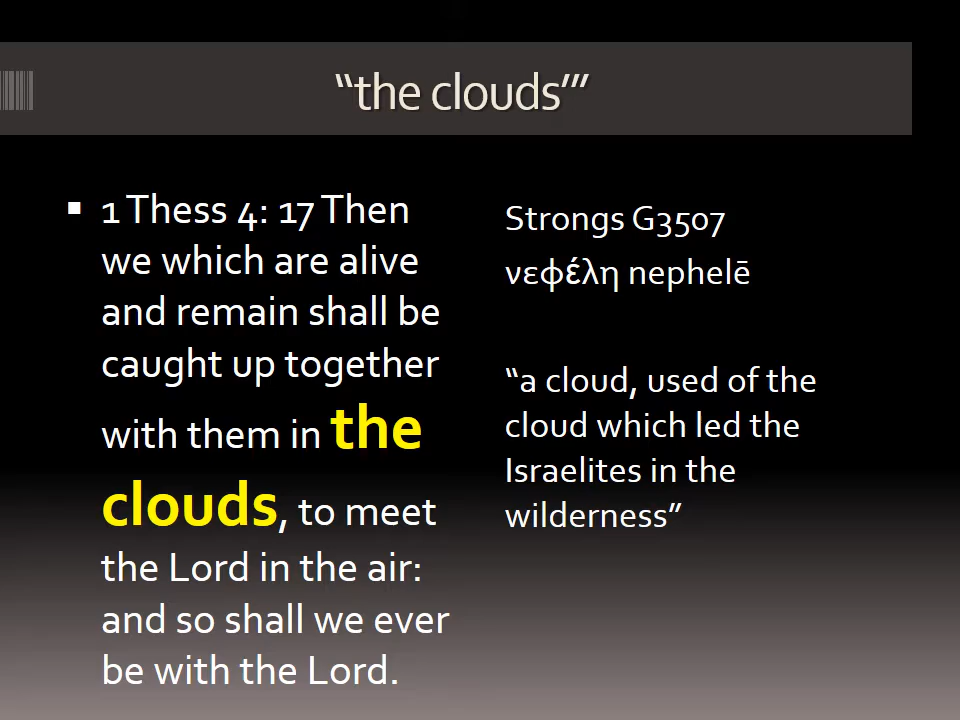 “the clouds’”
1 Thess 4: 17 Then
we which are alive
and remain shall be
caught up together
with them in the
clouds, to meet
the Lord in the air:
and so shall we ever
be with the Lord.
Strongs G3507
νεφέλη nephelē
“a cloud, used of the
cloud which led the
Israelites in the
wilderness”